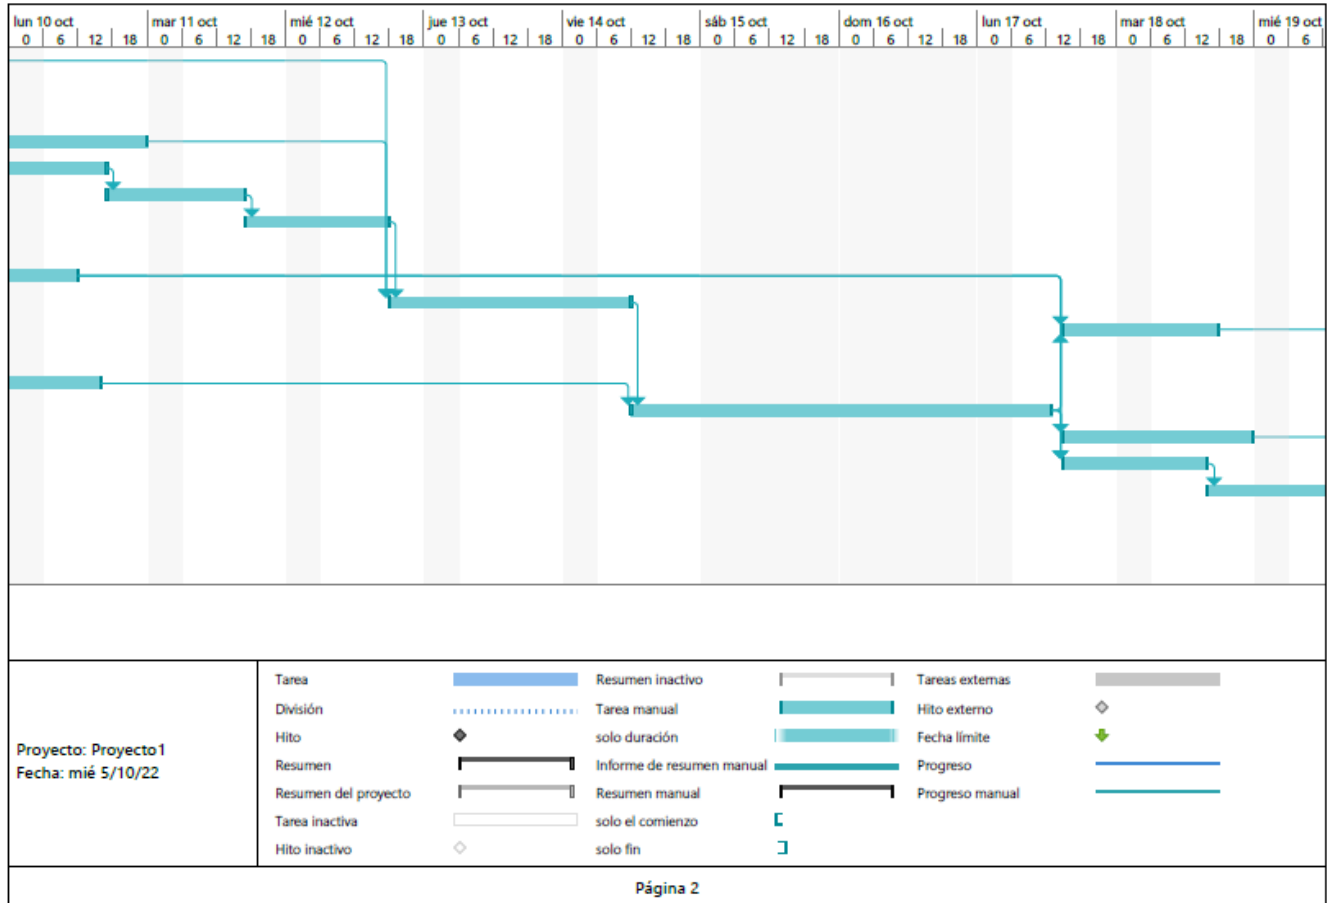 lun 10 oct mar 11 oct mié 12 oct jue 13 oct vie 14 oct sáb 15 oct dom 16 oct lun 17 oct mar 18 oct mié 19 oct
0 6 12 18 0 6 12 18 0 6 12 18 0 6 12 18 0 6 12 18 0 6 12 18 0 6 12 18 0 6 12 18 0 6 12 18 0 6
Proyecto: Proyecto1
Fecha: mié 5/10/22
Tarea Resumen inactivo Tareas externas
División Tarea manual Hito externo
Hito solo duración Fecha límite
Resumen Informe de resumen manual Progreso
Resumen del proyecto Resumen manual Progreso manual
Tarea inactiva solo el comienzo
Hito inactivo solo fin
Página 2